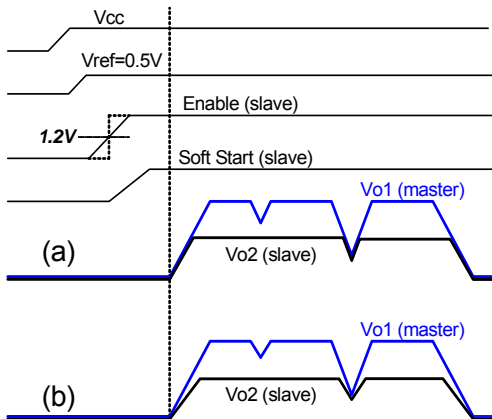 Vcc
Vref=0.5V
Enable (slave)
1.2V
Soft Start (slave)
Vo1 (master)
(a)
Vo2 (slave)
Vo1 (master)
(b)
Vo2 (slave)